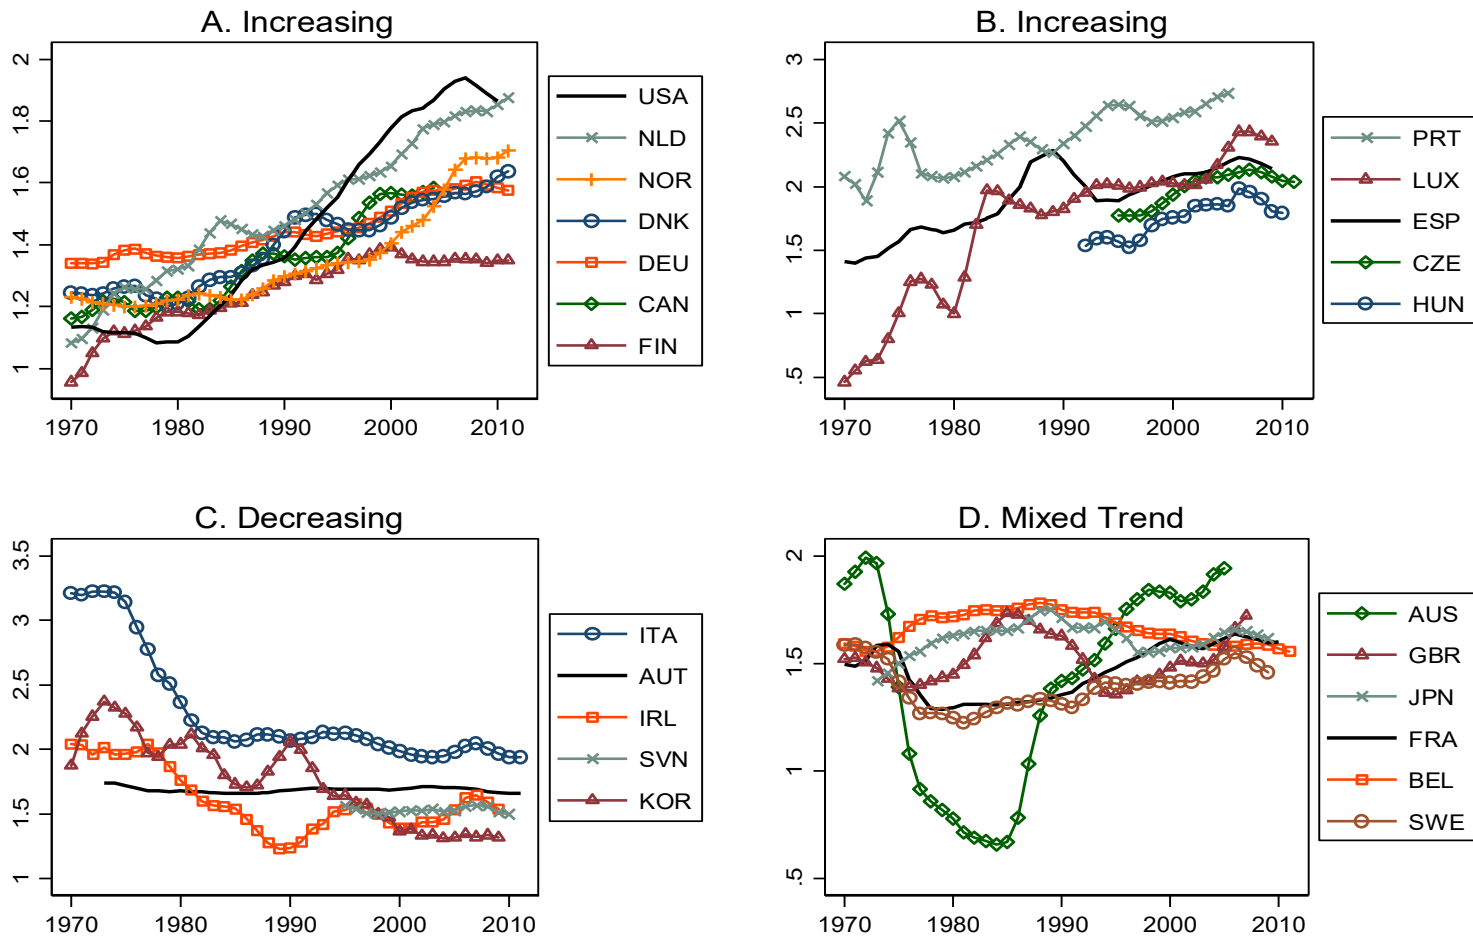 A. Increasing
2
1.8
1.6
1.4
1.2
1
1970 1980 1990 2000 2010
USA
NLD
NOR
DNK
DEU
CAN
FIN
B. Increasing
3
2.5
2
1.5
1
.5
1970 1980 1990 2000 2010
PRT
LUX
ESP
CZE
HUN
C. Decreasing
3.5
3
2.5
2
1.5
1
1970 1980 1990 2000 2010
ITA
AUT
IRL
SVN
KOR
D. Mixed Trend
2
1.5
1
.5
1970 1980 1990 2000 2010
AUS
GBR
JPN
FRA
BEL
SWE